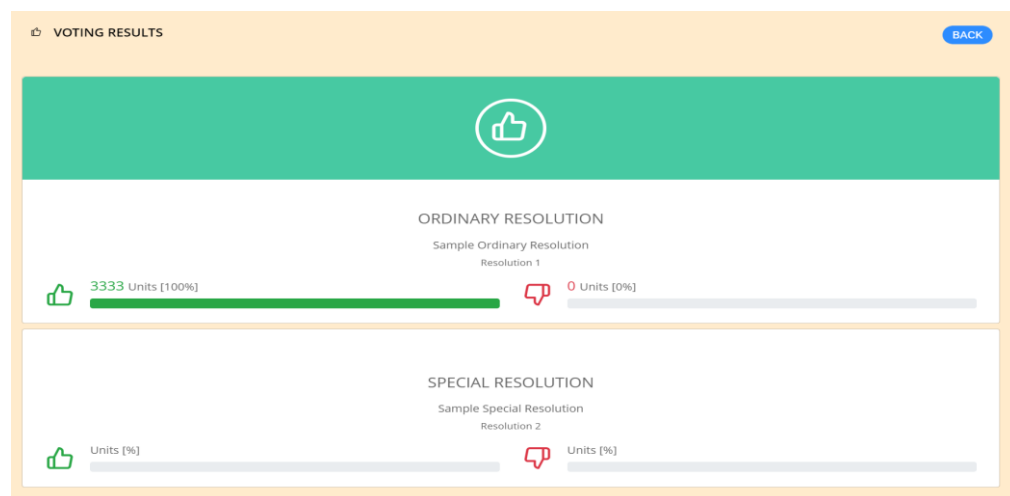 VOTING RESULTS
BACK
ORDINARY RESOLUTION
Sample Ordinary Resolution
Resolution 1
3333 Units [100%]
0 Units [0%]
SPECIAL RESOLUTION
Sample Special Resolution
Resolution 2
Units [%]
Units [%]